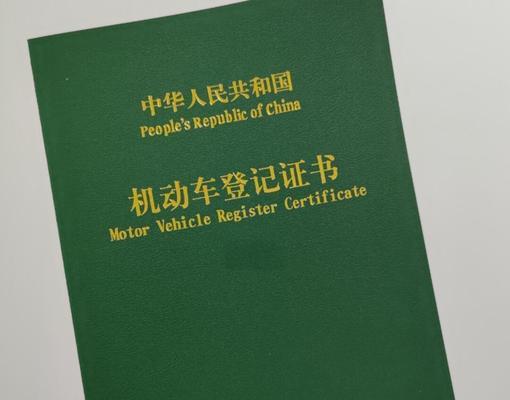 中华人民共和国
People's Republic of China
机动车登记证书
Motor Vehicle Register Certificate